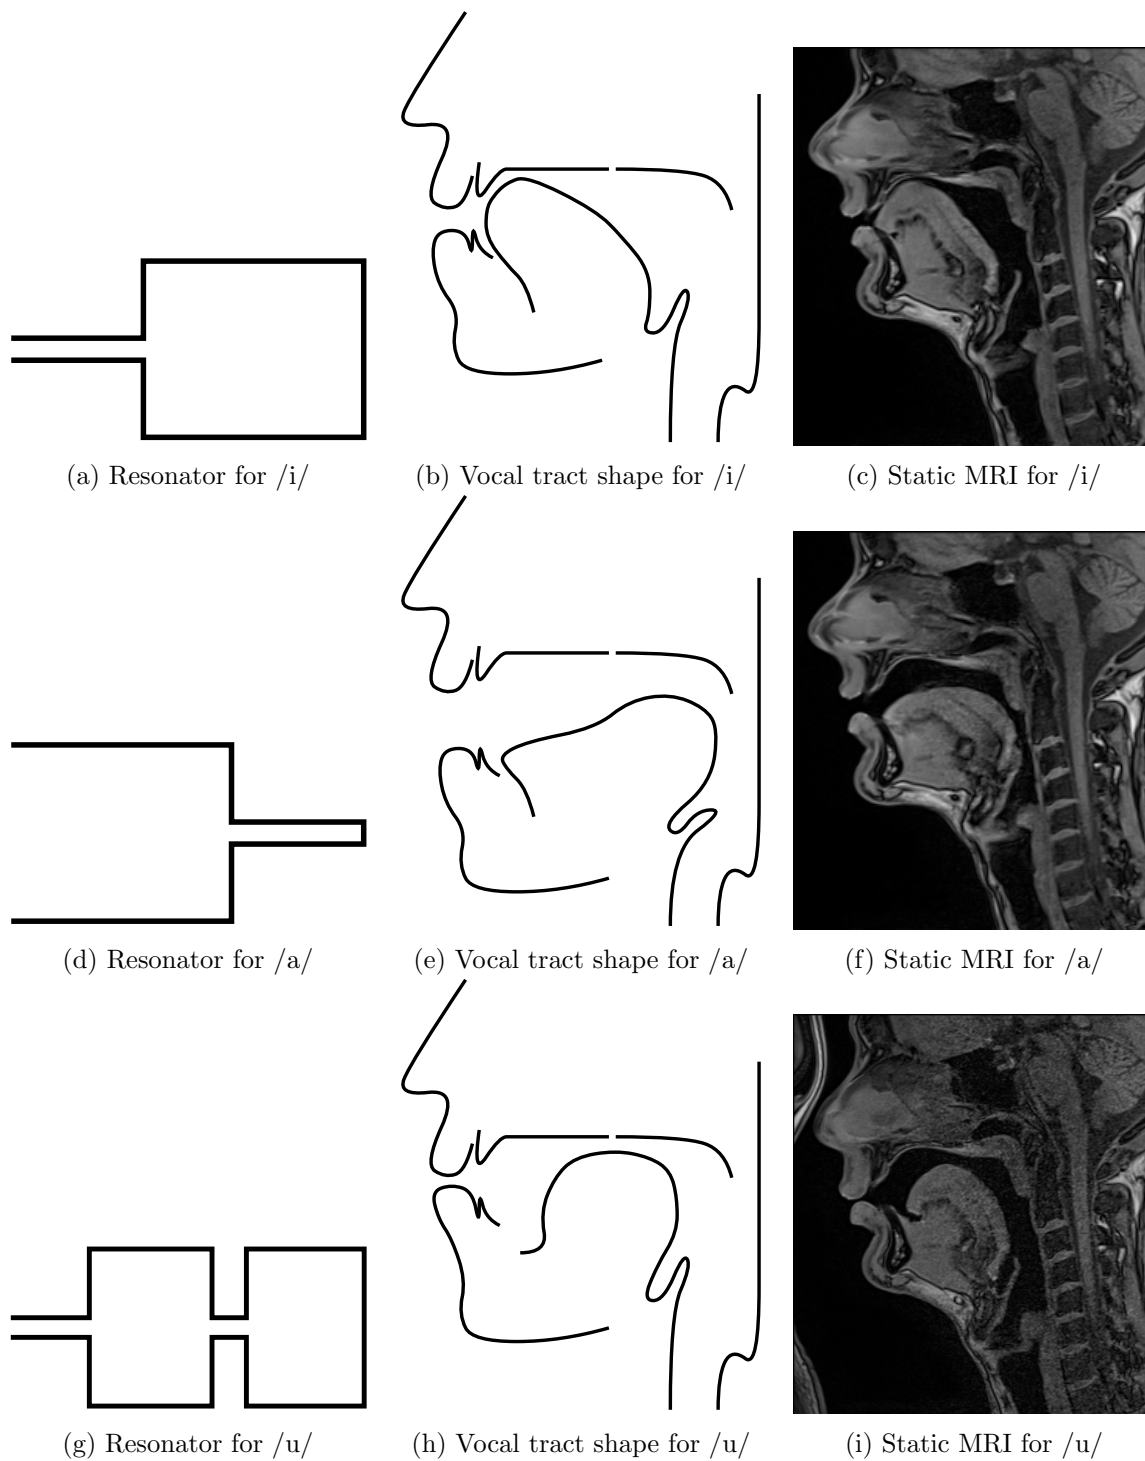 (a) Resonator for /i/
(b) Vocal tract shape for /i/
(c) Static MRI for /i/
(d) Resonator for /a/
(e) Vocal tract shape for /a/
(f) Static MRI for /a/
(g) Resonator for /u/
(h) Vocal tract shape for /u/
(i) Static MRI for /u/